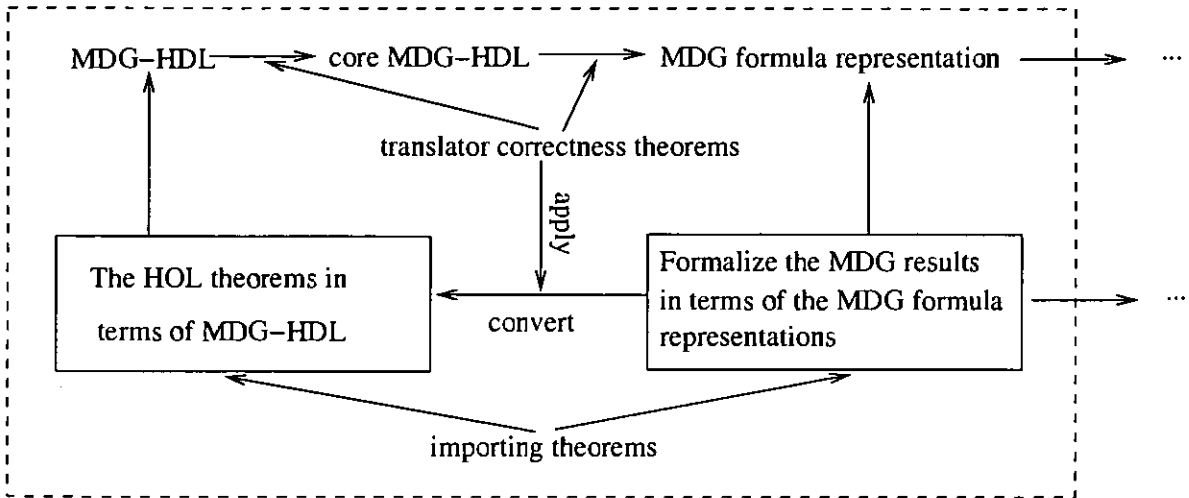 MDG–HDL core MDG–HDL MDG formula representation ...
translator correctness theorems
apply
The HOL theorems in
terms of MDG–HDL
convert
Formalize the MDG results
in terms of the MDG formula
representations
...
importing theorems